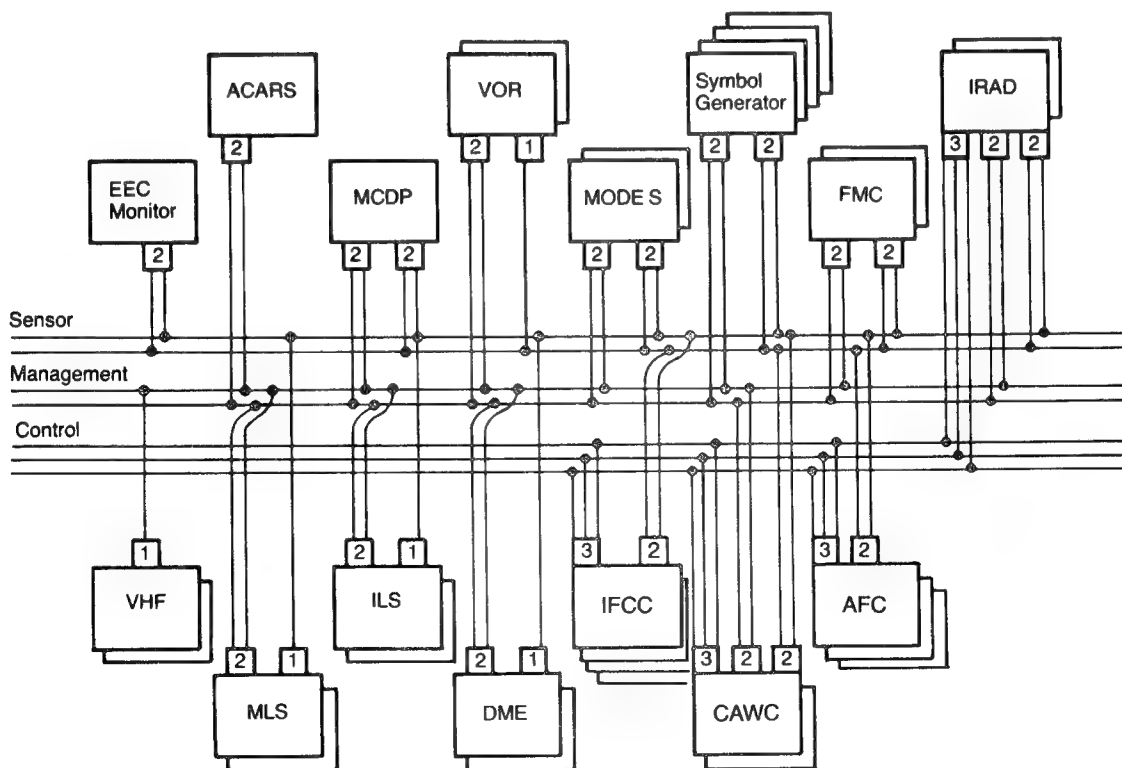 ACARS
2
VOR
2 1
Symbol
Generator
2 2
IRAD
3 2 2
EEC
Monitor
2
MCDP
2 2
MODE S
2 2
FMC
2 2
Sensor
Management
Control
1
VHF
2 1
ILS
3 2
IFCC
3 2
AFC
2 1
MLS
2 1
DME
3 2 2
CAWC